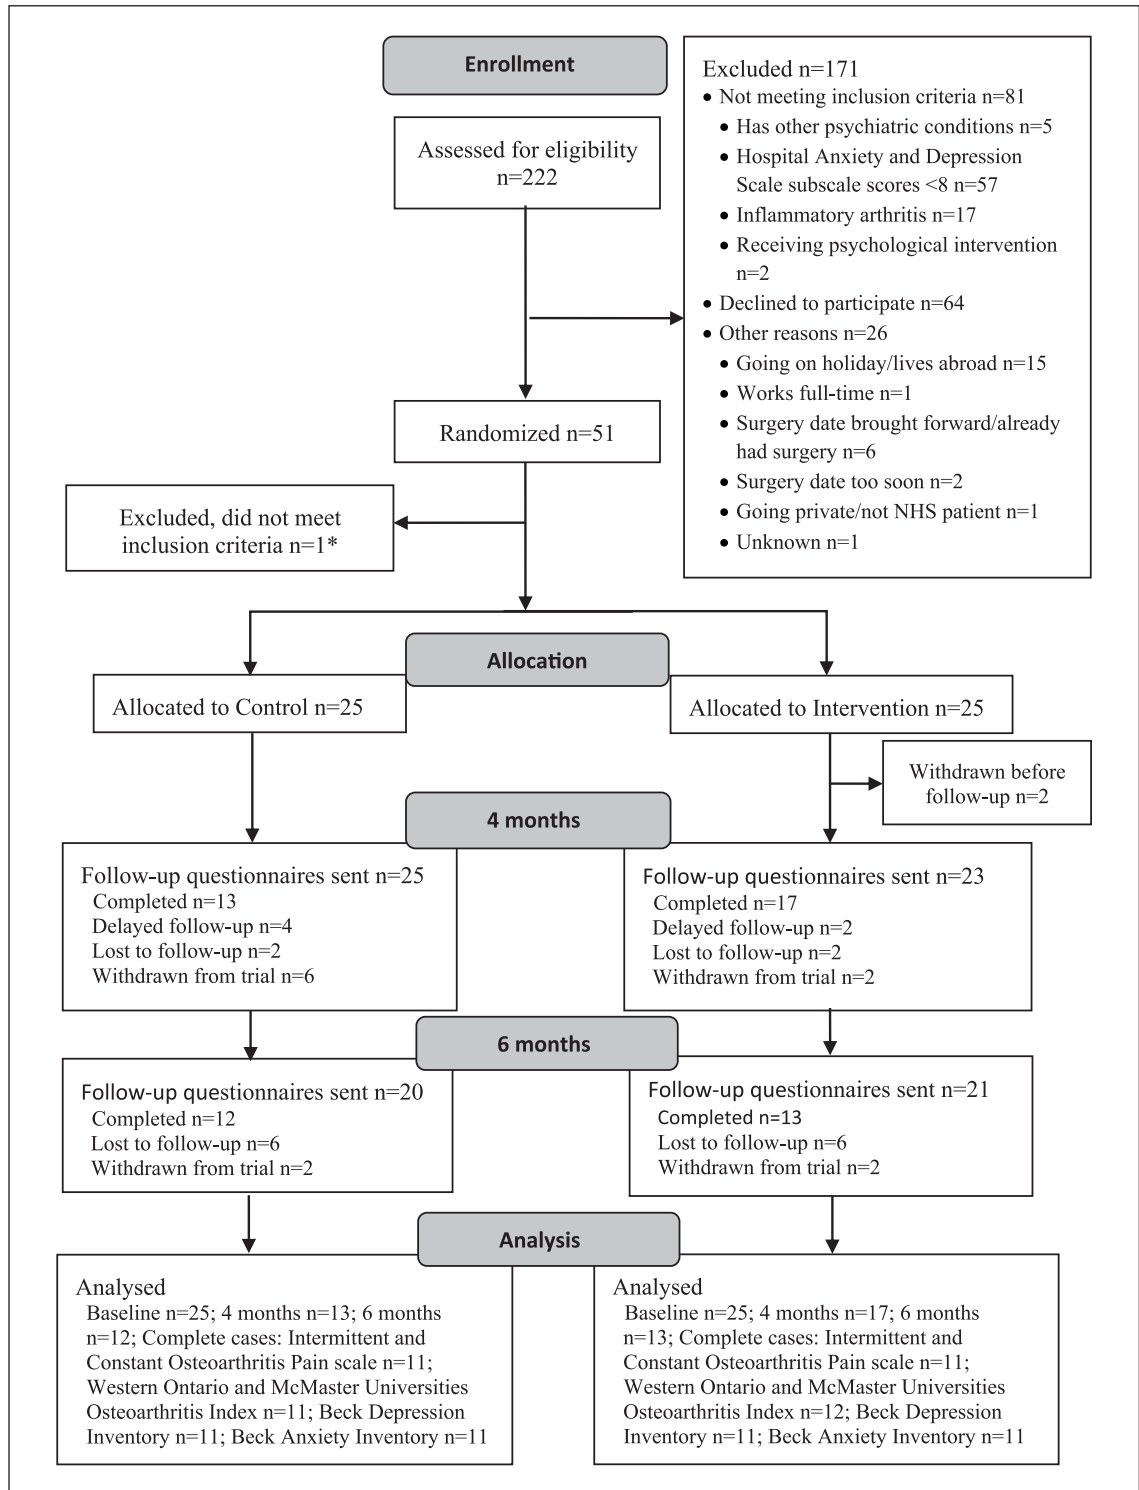 Enrollment
Assessed for eligibility
n=222
Excluded n=171
• Not meeting inclusion criteria n=81
• Has other psychiatric conditions n=5
• Hospital Anxiety and Depression
Scale subscale scores <8 n=57
• Inflammatory arthritis n=17
• Receiving psychological intervention
n=2
• Declined to participate n=64
• Other reasons n=26
• Going on holiday/lives abroad n=15
• Works full-time n=1
• Surgery date brought forward/already
had surgery n=6
• Surgery date too soon n=2
• Going private/not NHS patient n=1
• Unknown n=1
Randomized n=51
Excluded, did not meet
inclusion criteria n=1*
Allocation
Allocated to Control n=25
Allocated to Intervention n=25
Withdrawn before
follow-up n=2
4 months
Follow-up questionnaires sent n=25
Completed n=13
Delayed follow-up n=4
Lost to follow-up n=2
Withdrawn from trial n=6
Follow-up questionnaires sent n=23
Completed n=17
Delayed follow-up n=2
Lost to follow-up n=2
Withdrawn from trial n=2
6 months
Follow-up questionnaires sent n=20
Completed n=12
Lost to follow-up n=6
Withdrawn from trial n=2
Follow-up questionnaires sent n=21
Completed n=13
Lost to follow-up n=6
Withdrawn from trial n=2
Analysis
Analysed
Baseline n=25; 4 months n=13; 6 months
n=12; Complete cases: Intermittent and
Constant Osteoarthritis Pain scale n=11;
Western Ontario and McMaster Universities
Osteoarthritis Index n=11; Beck Depression
Inventory n=11; Beck Anxiety Inventory n=11
Analysed
Baseline n=25; 4 months n=17; 6 months
n=13; Complete cases: Intermittent and
Constant Osteoarthritis Pain scale n=11;
Western Ontario and McMaster Universities
Osteoarthritis Index n=12; Beck Depression
Inventory n=11; Beck Anxiety Inventory n=11